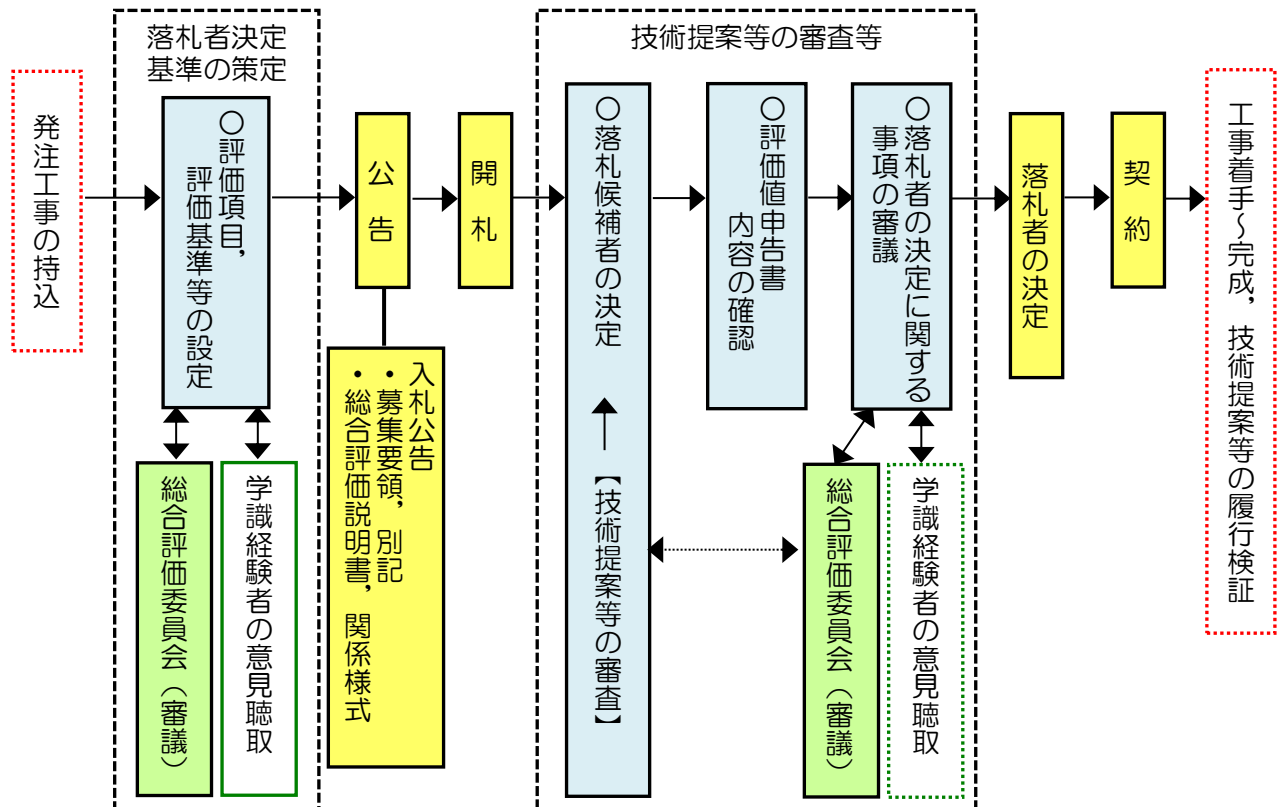 落札者決定
基準の策定
技術提案等の審査等
発注工事の持込
○評価項目，
評価基準等の設定
総合評価委員会（審議）
学識経験者の意見聴取
公告
入札公告
・募集要領，別記
・総合評価説明書，関係様式
開札
○落札候補者の決定
【技術提案等の審査】
○評価値申告書
内容の確認
○落札者の決定に関する
事項の審議
総合評価委員会（審議）
学識経験者の意見聴取
落札者の決定
契約
工事着手～完成，技術提案等の履行検証